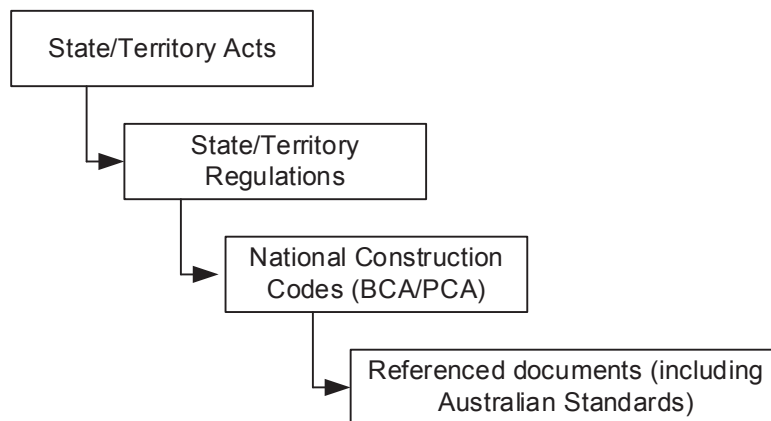 State/Territory Acts
State/Territory
Regulations
National Construction
Codes (BCA/PCA)
Referenced documents (including
Australian Standards)